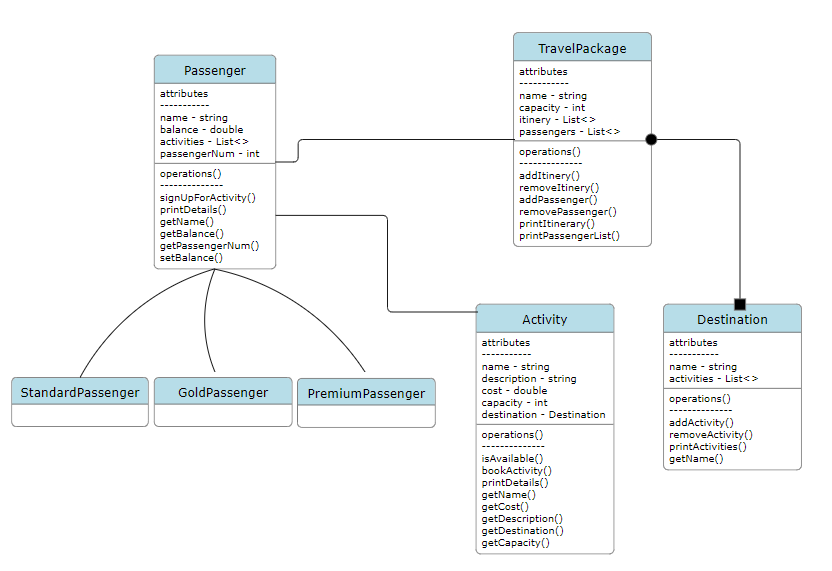 Passenger
attributes
-----------
name - string
balance - double
activities - List<>
passengerNum - int
operations()
--------------
signUpForActivity()
printDetails()
getName()
getBalance()
getPassengerNum()
setBalance()
TravelPackage
attributes
-----------
name - string
capacity - int
itinery - List<>
passengers - List<>
operations()
--------------
addItinery()
removeItinery()
addPassenger()
removePassenger()
printItinerary()
printPassengerList()
StandardPassenger
GoldPassenger
PremiumPassenger
Activity
attributes
-----------
name - string
description - string
cost - double
capacity - int
destination - Destination
operations()
--------------
isAvailable()
bookActivity()
printDetails()
getName()
getCost()
getDescription()
getDestination()
getCapacity()
Destination
attributes
-----------
name - string
activities - List<>
operations()
--------------
addActivity()
removeActivity()
printActivities()
getName()